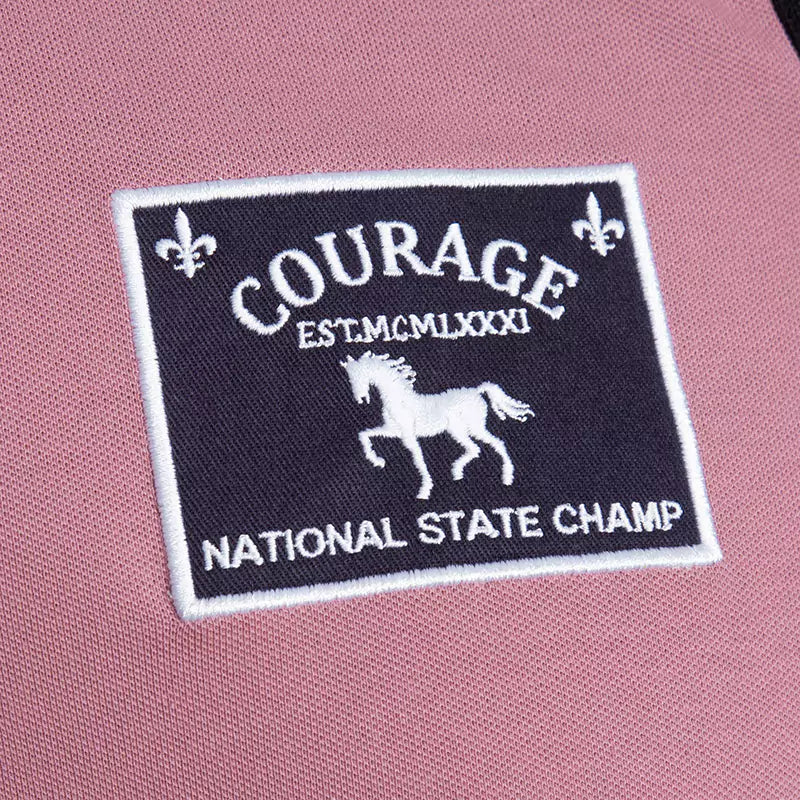 COURAGE
EST.MCMLXXXI
NATIONAL STATE CHAMP